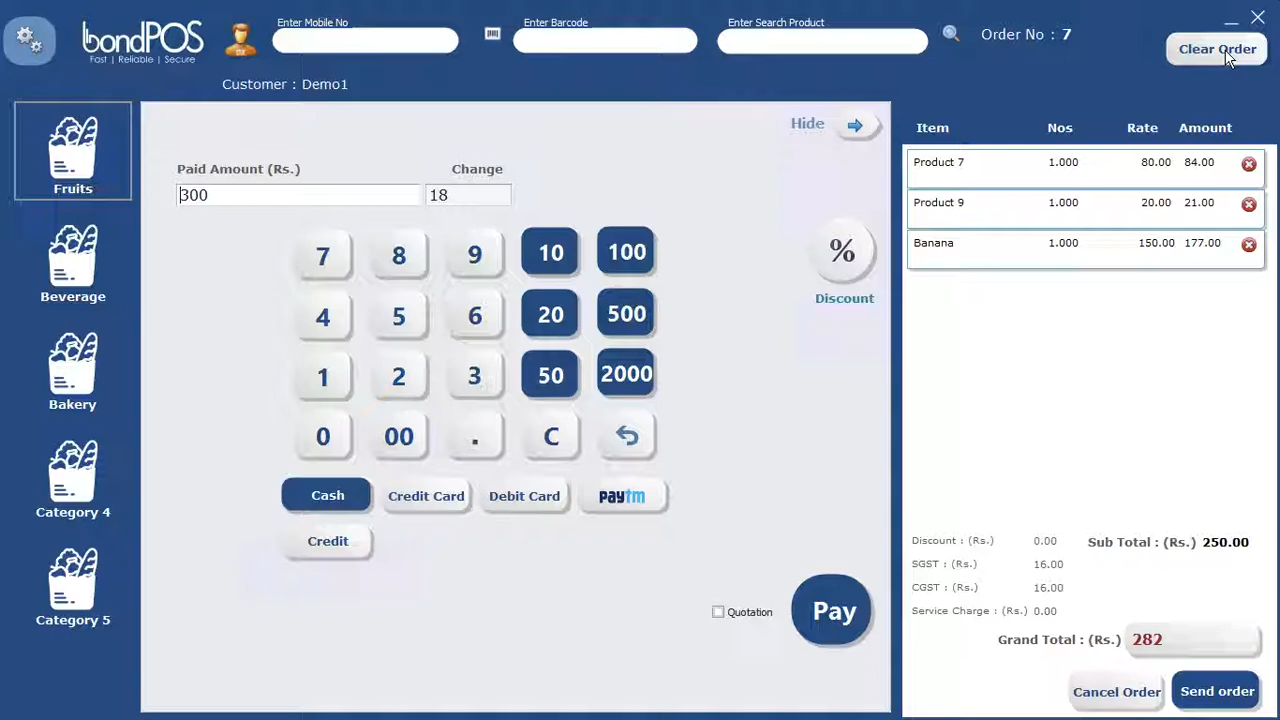 bondPOS
Fast | Reliable | Secure
Enter Mobile No
Enter Barcode
Enter Search Product
Order No : 7
Clear Order
Customer : Demo1
Fruits
Beverage
Bakery
Category 4
Category 5
Hide
Paid Amount (Rs.) Change
300 18
7 8 9 10 100
4 5 6 20 500
1 2 3 50 2000
0 00 . C
% Discount
Cash Credit Card Debit Card paytm
Credit
Quotation
Pay
Item Nos Rate Amount
Product 7 1.000 80.00 84.00
Product 9 1.000 20.00 21.00
Banana 1.000 150.00 177.00
Discount : (Rs.) 0.00 Sub Total : (Rs.) 250.00
SGST : (Rs.) 16.00
CGST : (Rs.) 16.00
Service Charge : (Rs.) 0.00
Grand Total : (Rs.) 282
Cancel Order Send order